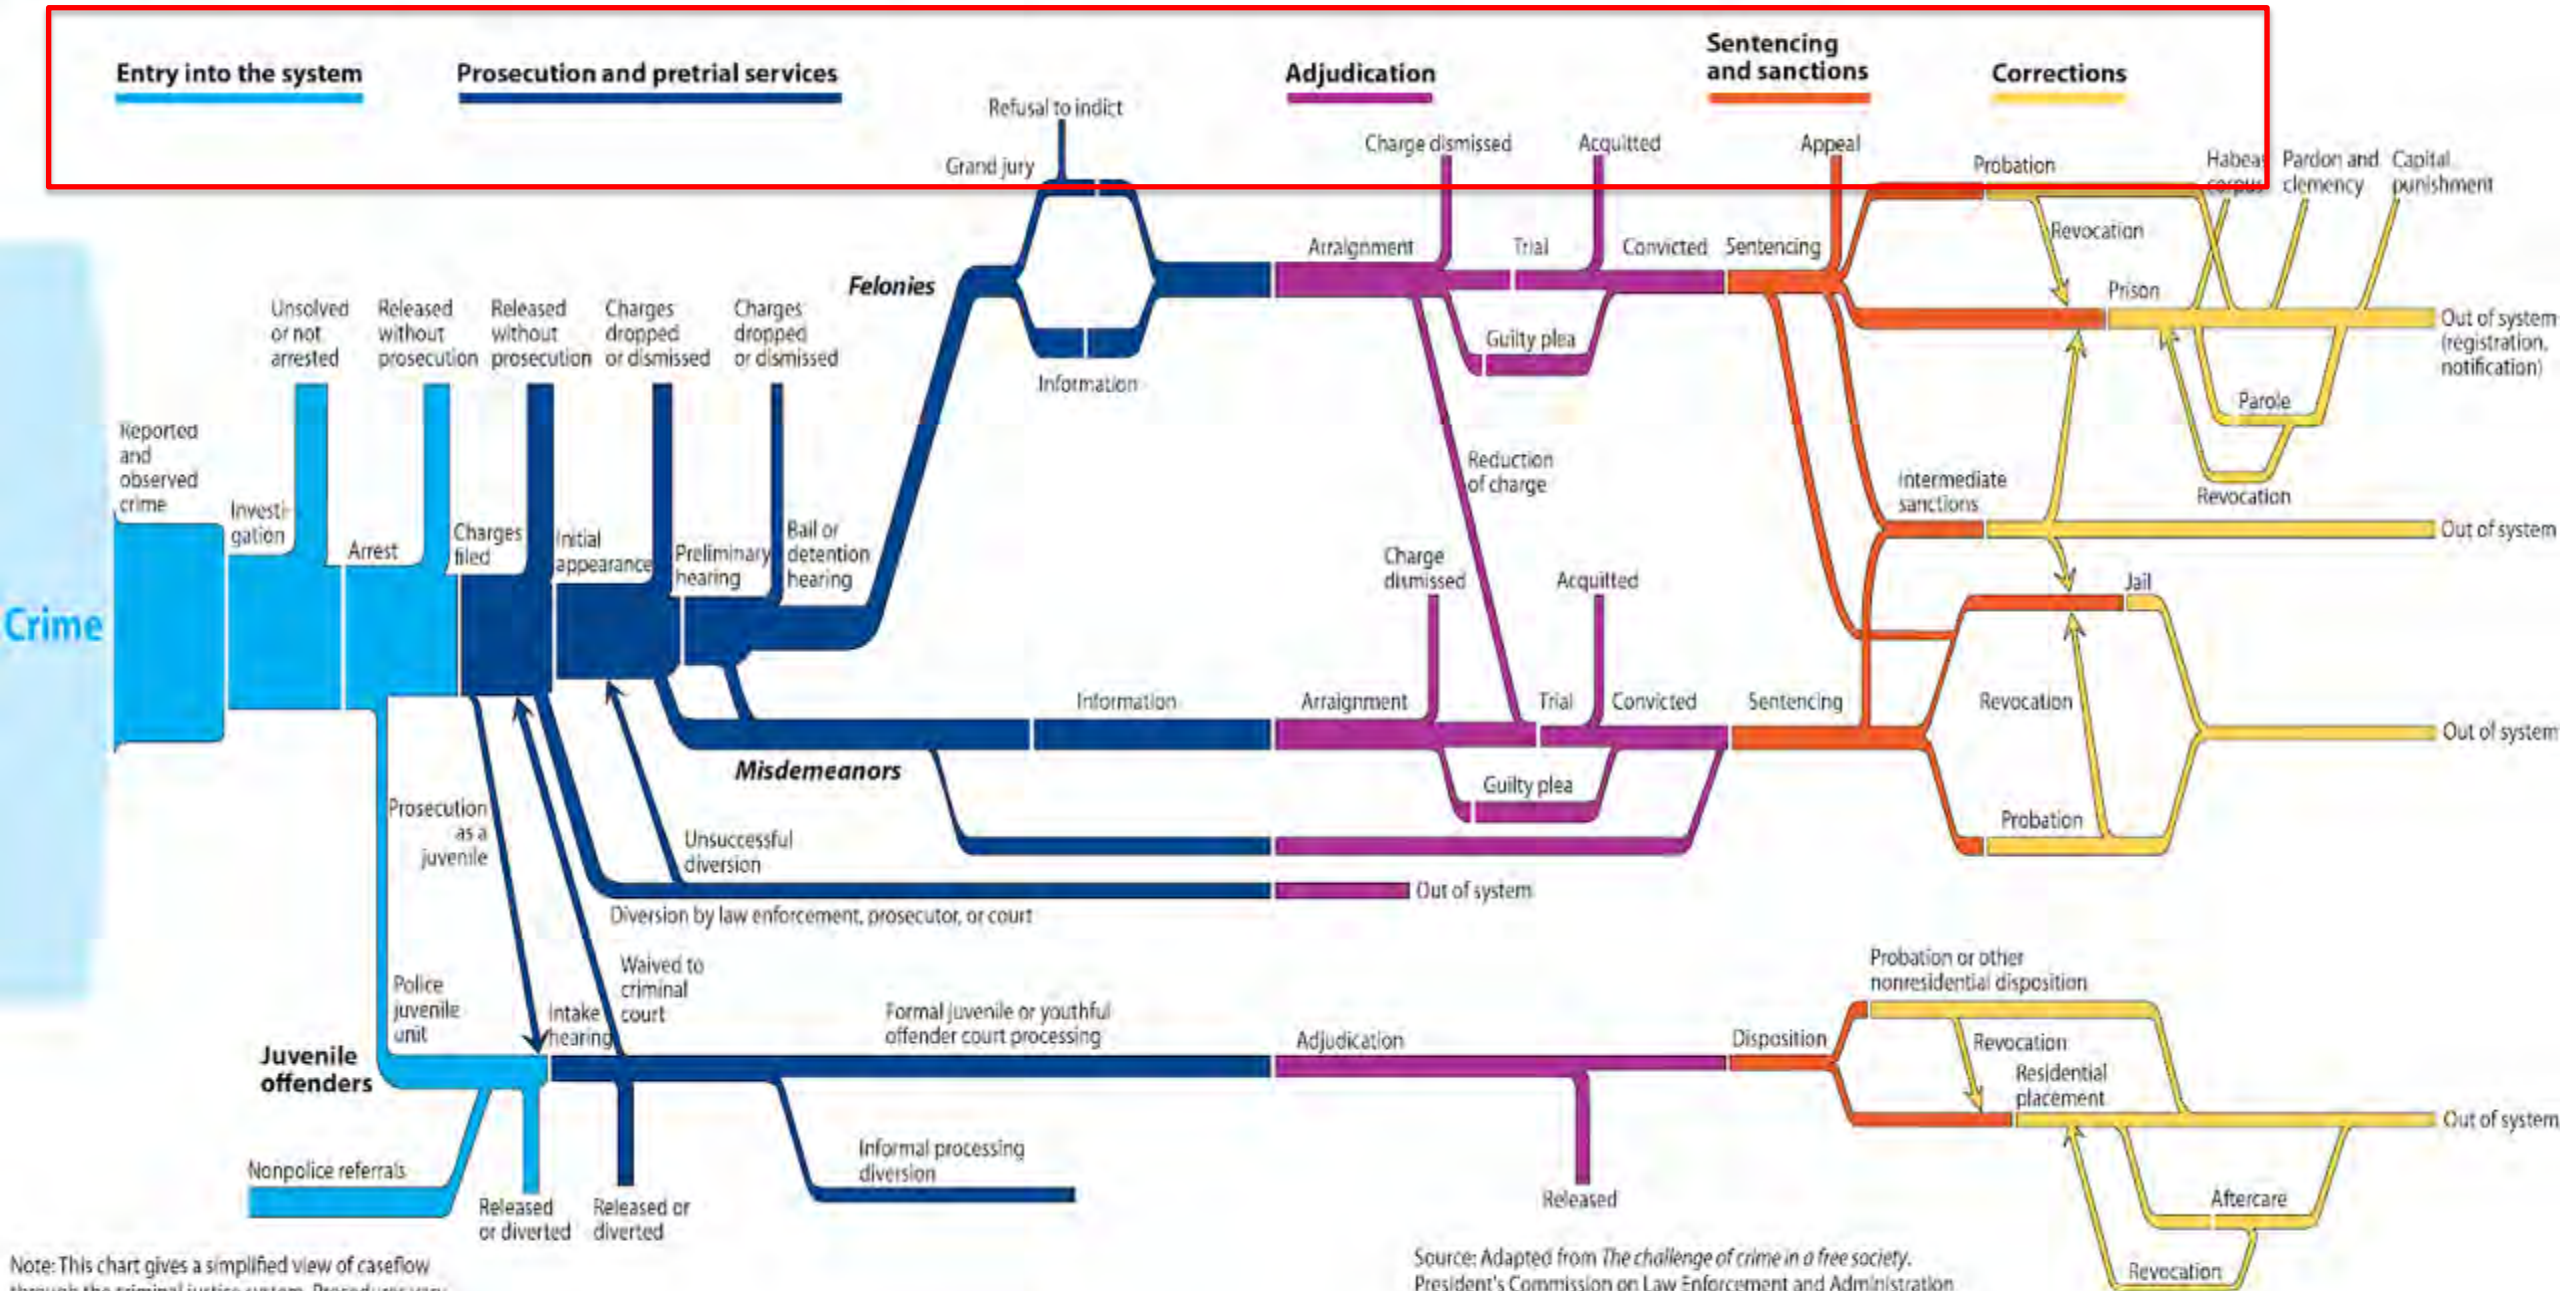 Entry into the system
Prosecution and pretrial services
Adjudication
Sentencing
and sanctions
Corrections
Refusal to indict
Grand jury
Charge dismissed
Acquitted
Appeal
Probation
Habeas
corpus
Pardon and
clemency
Capital
punishment
Revocation
Arraignment
Trial
Convicted
Sentencing
Felonies
Prison
Out of system
(registration,
notification)
Unsolved
or not
arrested
Released
without
prosecution
Released
without
prosecution
Charges
dropped
or dismissed
Charges
dropped
or dismissed
Guilty plea
Information
Parole
Reported
and
observed
crime
Reduction
of charge
Intermediate
sanctions
Revocation
Investi-
gation
Arrest
Charges
filed
Initial
appearance
Preliminary
hearing
Bail or
detention
hearing
Out of system
Charge
dismissed
Acquitted
Jail
Crime
Information
Arraignment
Trial
Convicted
Sentencing
Revocation
Out of system
Misdemeanors
Guilty plea
Probation
Prosecution
as a
juvenile
Unsuccessful
diversion
Out of system
Diversion by law enforcement, prosecutor, or court
Waived to
criminal
court
Probation or other
nonresidential disposition
Police
juvenile
unit
Intake
hearing
Formal juvenile or youthful
offender court processing
Juvenile
offenders
Adjudication
Disposition
Revocation
Residential
placement
Out of system
Nonpolice referrals
Released
or diverted
Released or
diverted
Informal processing
diversion
Released
Aftercare
Revocation
Note: This chart gives a simplified view of caseflow
through the criminal justice system. Procedures vary
Source: Adapted from The challenge of crime in a free society.
President's Commission on Law Enforcement and Administration